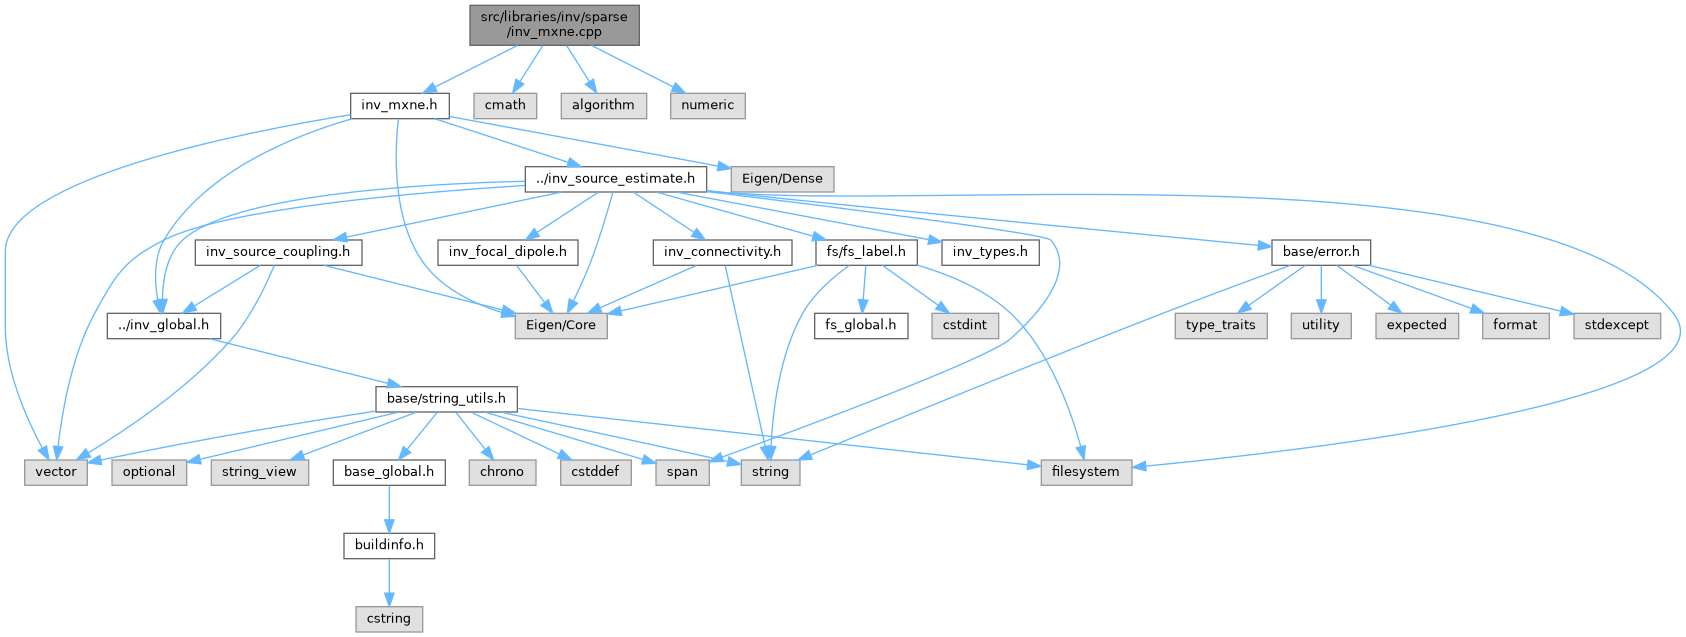 src/libraries/inv/sparse
/inv_mxne.cpp
inv_mxne.h
cmath
algorithm
numeric
../inv_source_estimate.h
Eigen/Dense
inv_source_coupling.h
inv_focal_dipole.h
inv_connectivity.h
fs/fs_label.h
inv_types.h
base/error.h
../inv_global.h
Eigen/Core
fs_global.h
cstdint
type_traits
utility
expected
format
stdexcept
base/string_utils.h
vector
optional
string_view
base_global.h
chrono
cstddef
span
string
filesystem
buildinfo.h
cstring